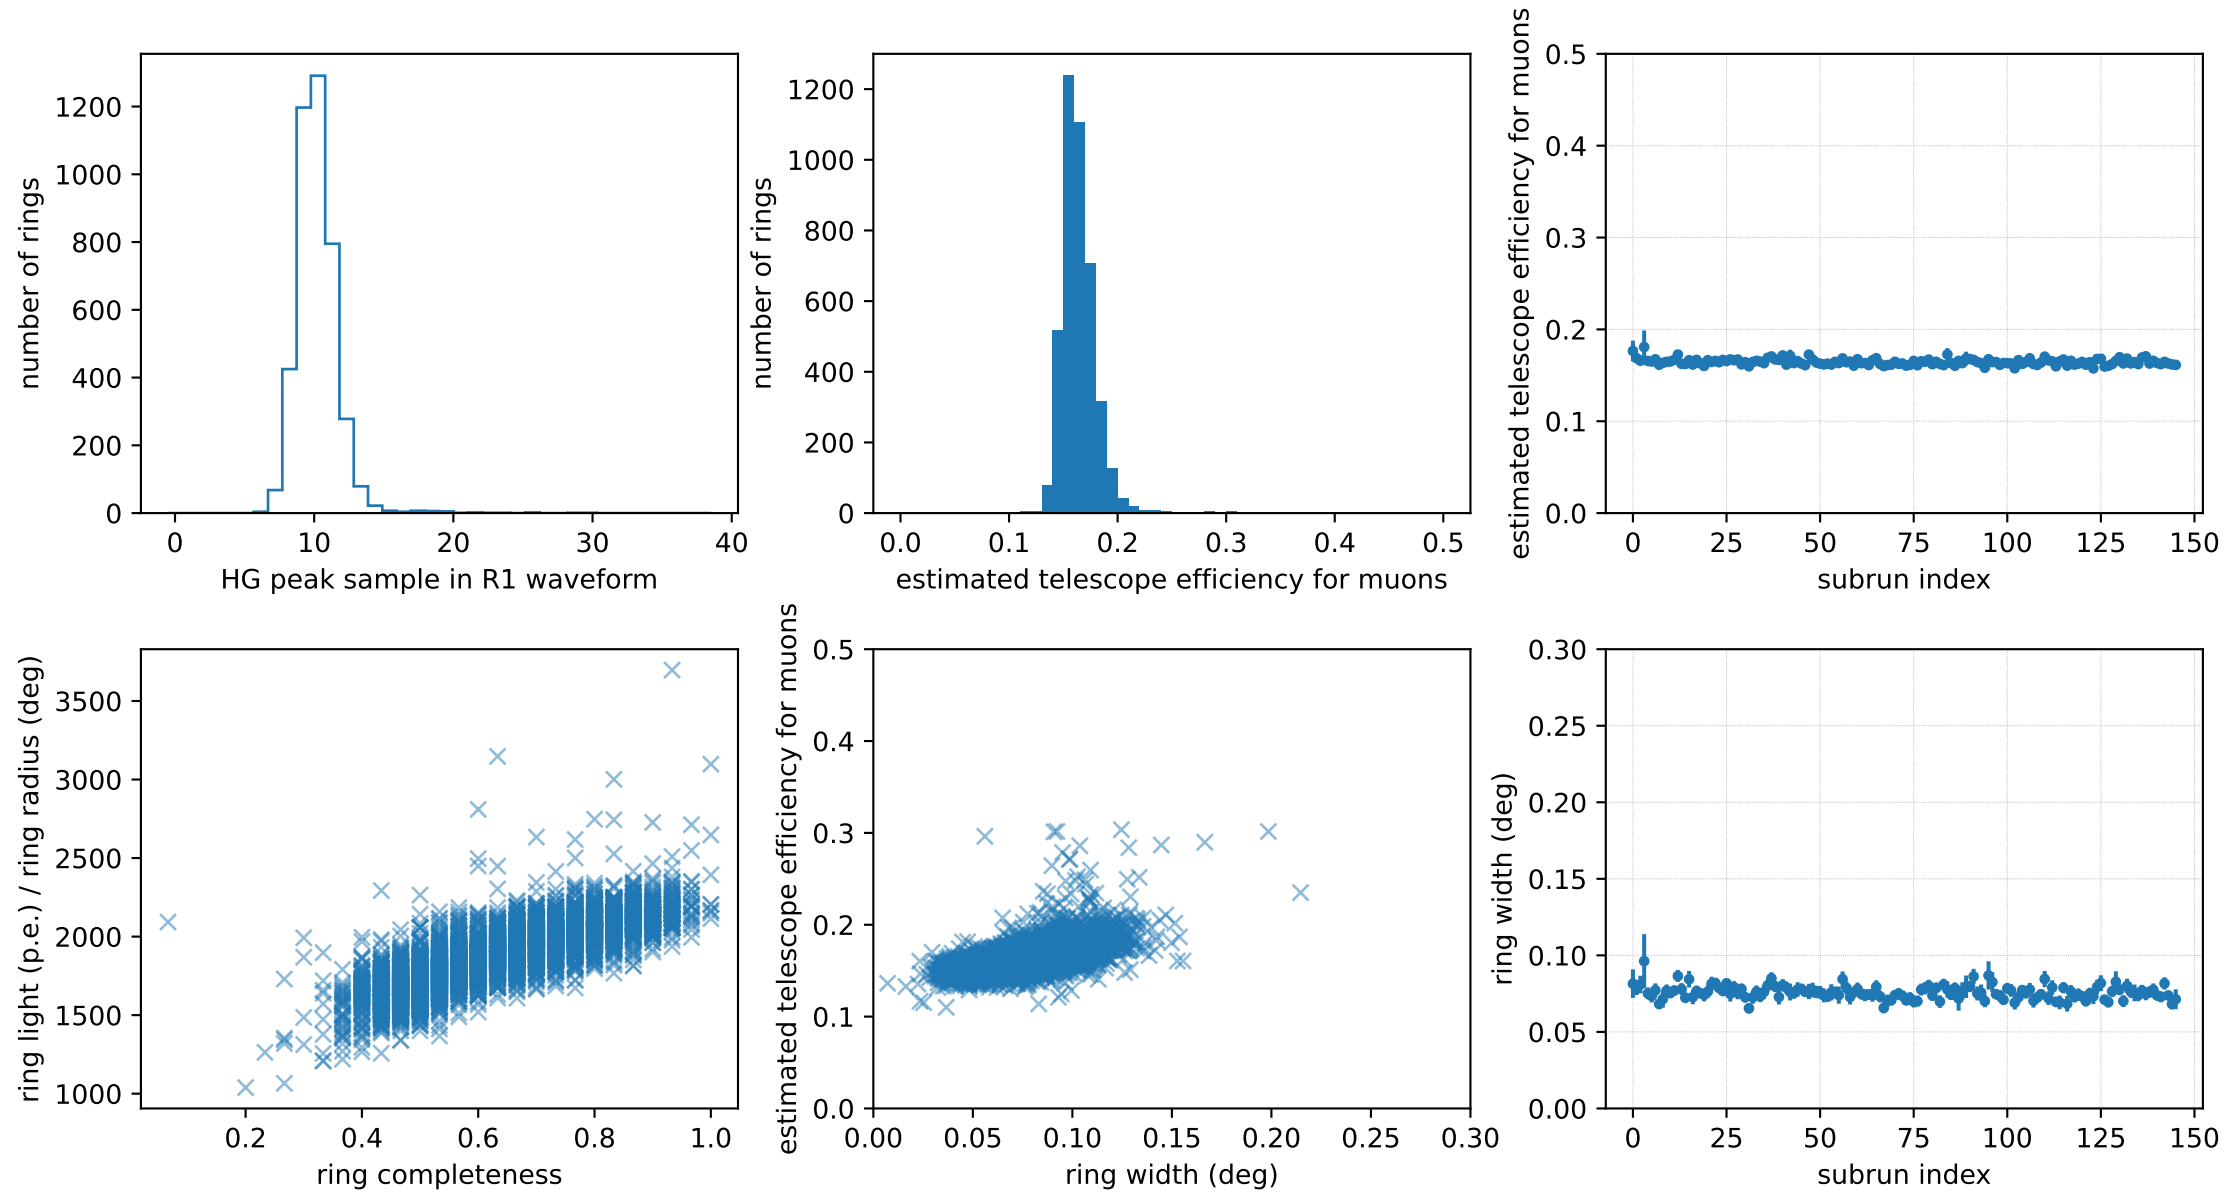 number of rings
1200
1000
800
600
400
200
0
0 10 20 30 40
HG peak sample in R1 waveform
number of rings
1200
1000
800
600
400
200
0
0.0 0.1 0.2 0.3 0.4 0.5
estimated telescope efficiency for muons
estimated telescope efficiency for muons
0.5
0.4
0.3
0.2
0.1
0.0
0 25 50 75 100 125 150
subrun index
ring light (p.e.) / ring radius (deg)
3500
3000
2500
2000
1500
1000
0.2 0.4 0.6 0.8 1.0
ring completeness
estimated telescope efficiency for muons
0.5
0.4
0.3
0.2
0.1
0.0
0.00 0.05 0.10 0.15 0.20 0.25 0.30
ring width (deg)
ring width (deg)
0.30
0.25
0.20
0.15
0.10
0.05
0.00
0 25 50 75 100 125 150
subrun index